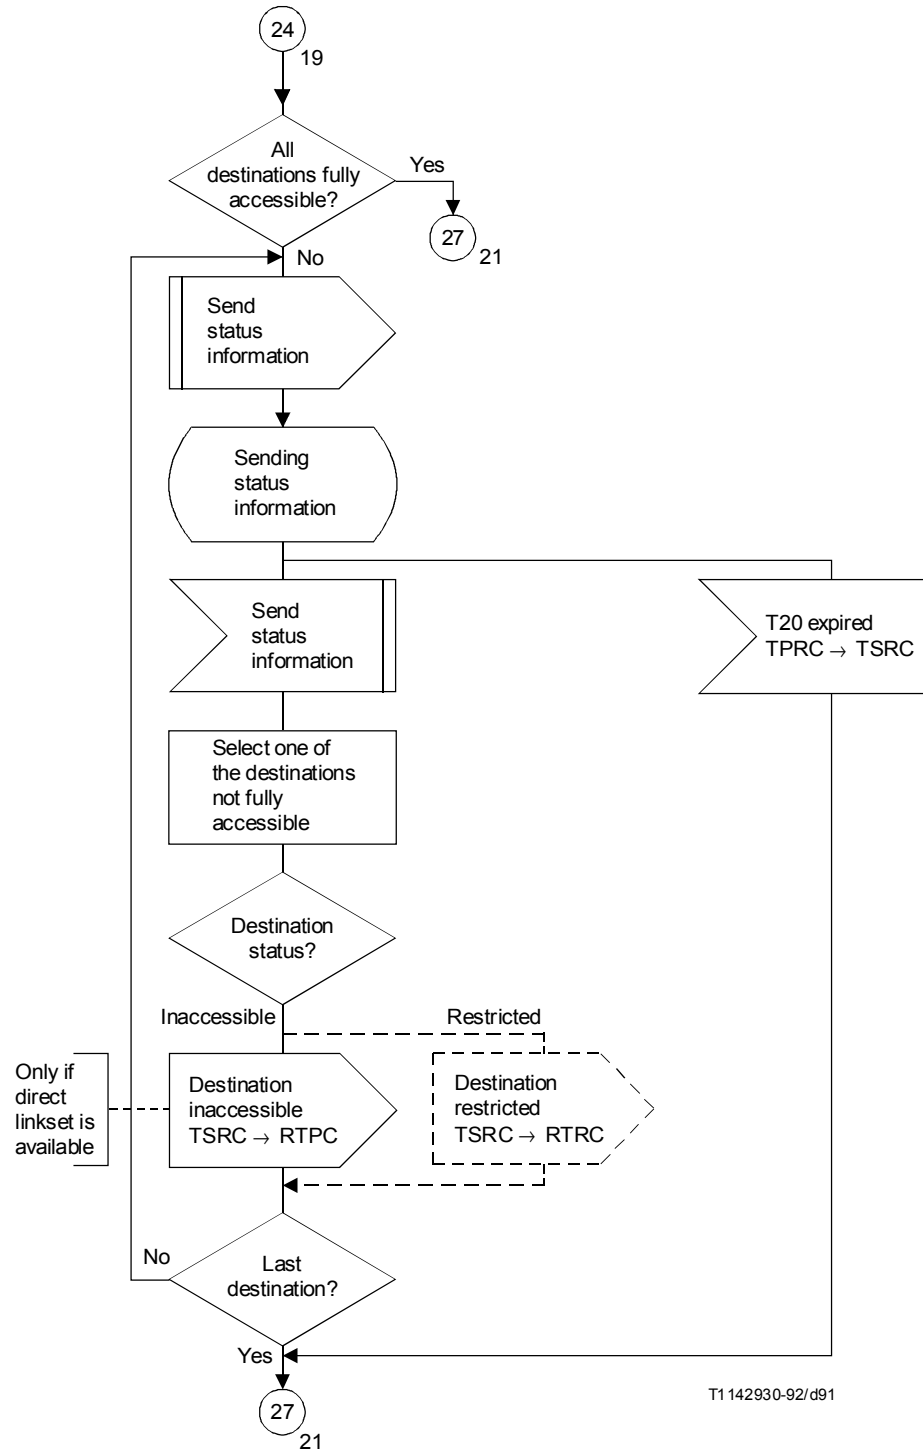 24
19
All
destinations fully
accessible?
Yes
27
21
No
Send
status
information
Sending
status
information
Send
status
information
T20 expired
TPRC → TSRC
Select one of
the destinations
not fully
accessible
Destination
status?
Inaccessible
Restricted
Only if
direct
linkset is
available
Destination
inaccessible
TSRC → RTPC
Destination
restricted
TSRC → RTRC
No
Last
destination?
Yes
27
21
T1142930-92/d91